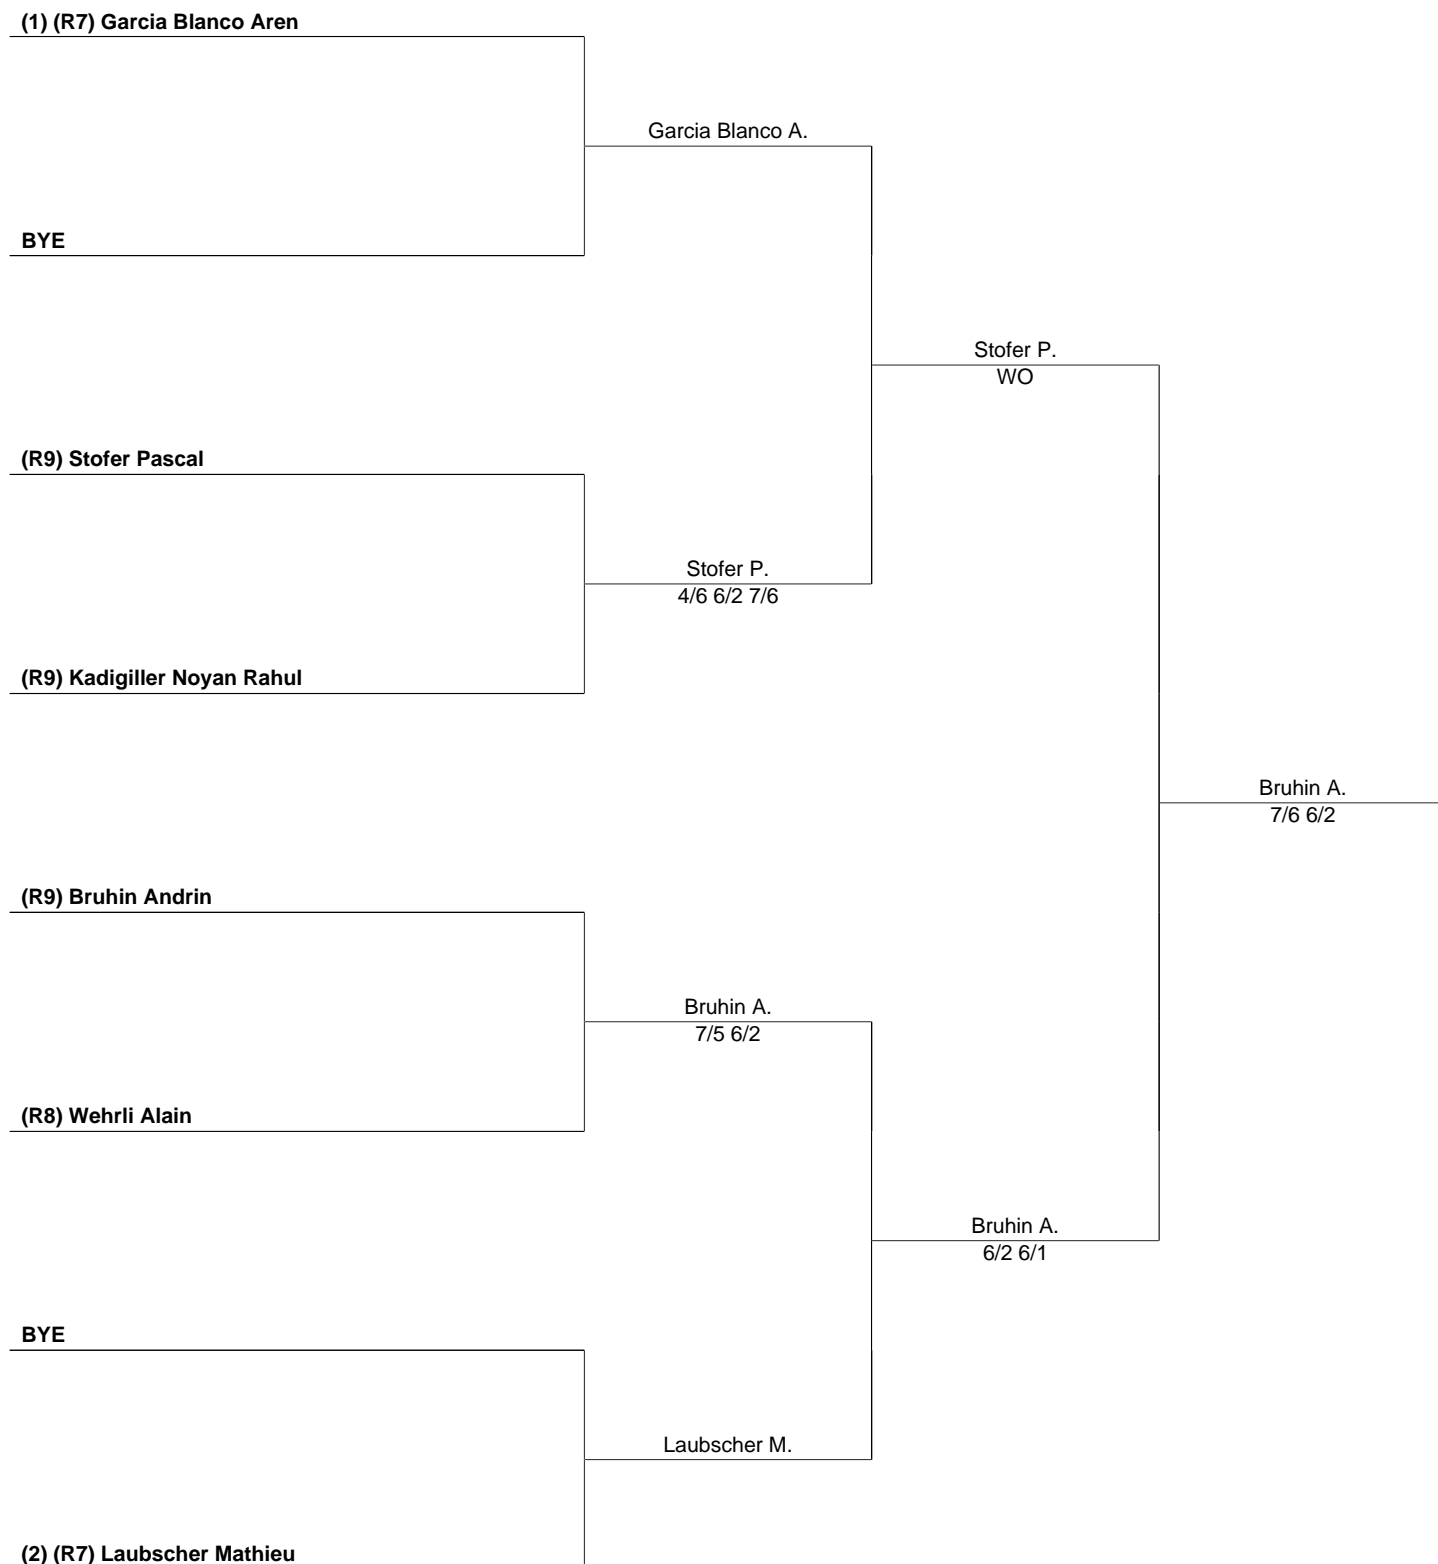 (1) (R7) Garcia Blanco Aren
Garcia Blanco A.
BYE
Stofer P.
WO
(R9) Stofer Pascal
Stofer P.
4/6 6/2 7/6
(R9) Kadigiller Noyan Rahul
Bruhin A.
7/6 6/2
(R9) Bruhin Andrin
Bruhin A.
7/5 6/2
(R8) Wehrli Alain
Bruhin A.
6/2 6/1
BYE
Laubscher M.
(2) (R7) Laubscher Mathieu